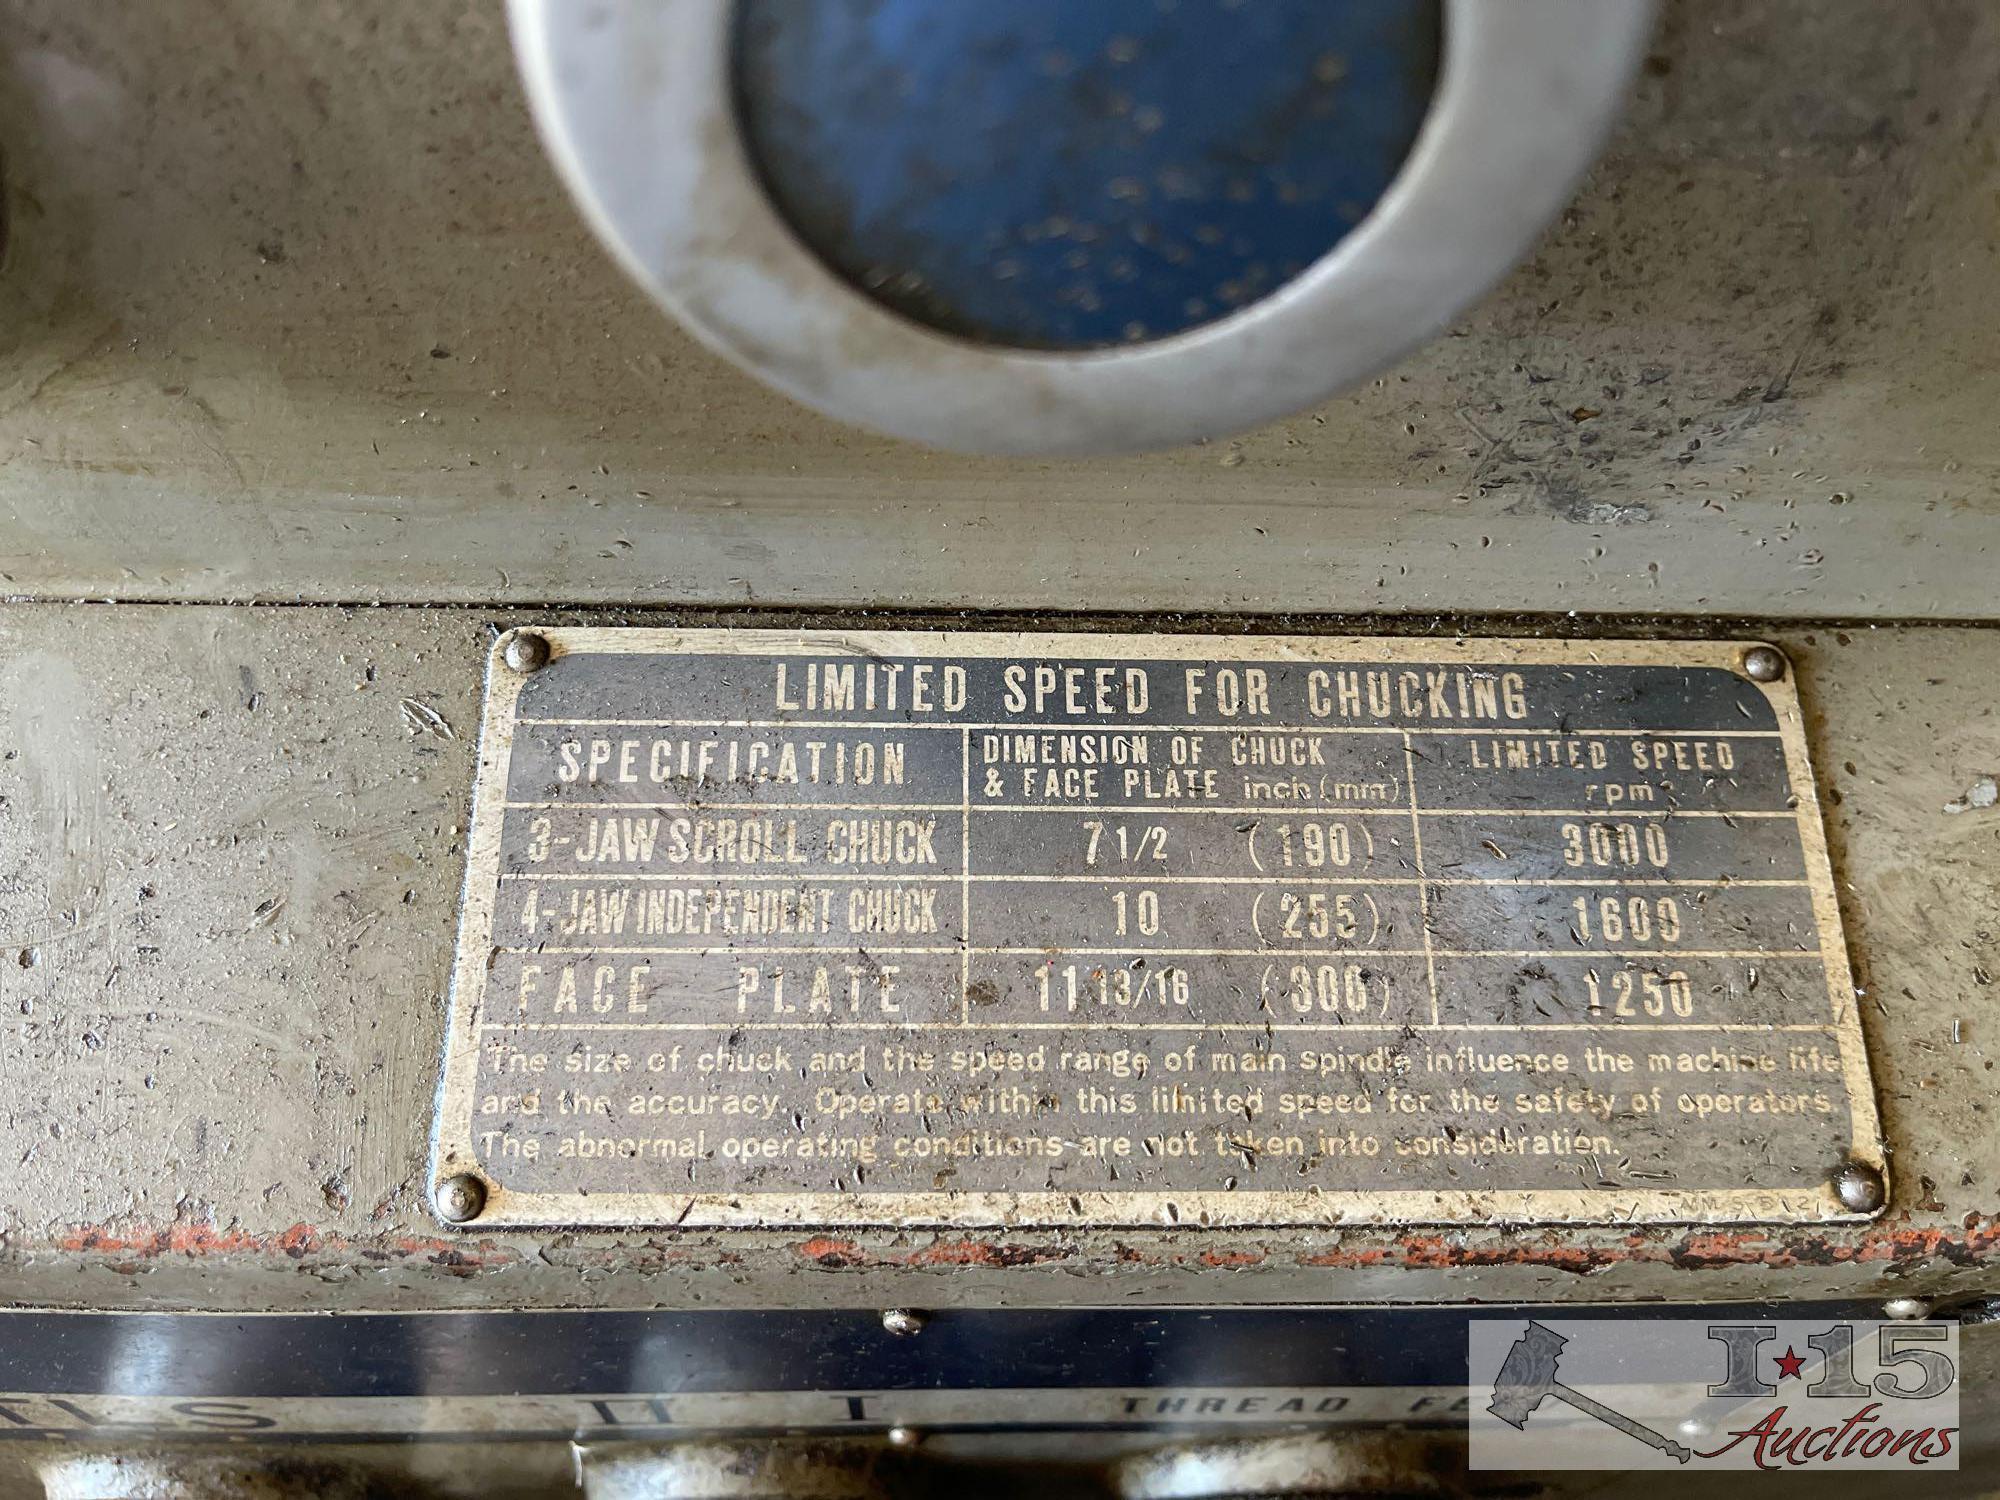 LIMITED SPEED FOR CHUCKING
SPECIFICATION DIMENSION OF CHUCK & FACE PLATE inch (mm) LIMITED SPEED rpm
3-JAW SCROLL CHUCK 7 1/2 (190) 3000
4-JAW INDEPENDENT CHUCK 10 (255) 1600
FACE PLATE 11 13/16 (300) 1250
The size of chuck and the speed range of main spindle influence the machine life
and the accuracy. Operate within this limited speed for the safety of operators.
The abnormal operating conditions are not taken into consideration.
THREAD
I★15
Auctions